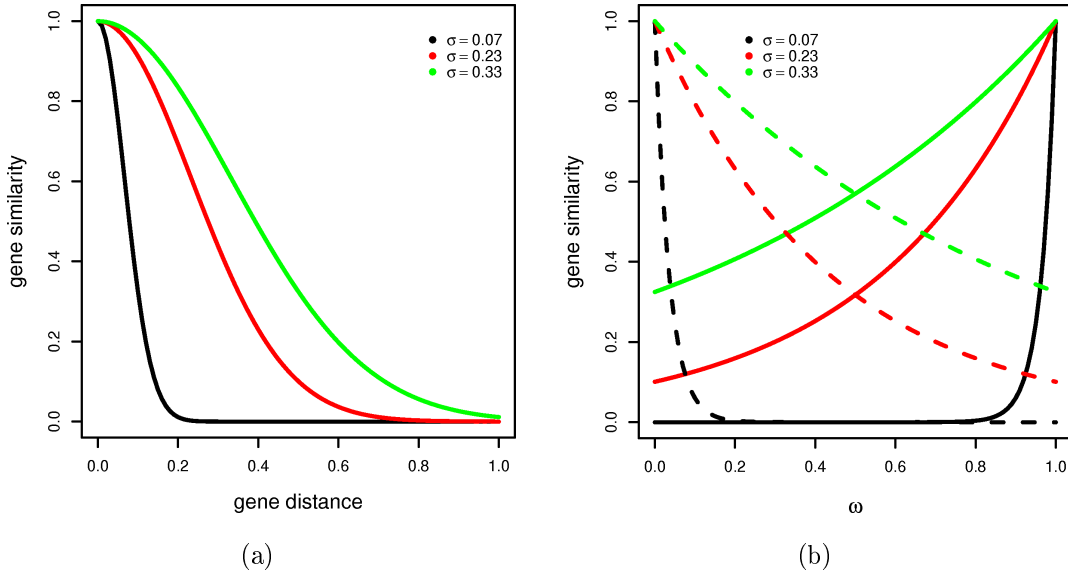 σ = 0.07
σ = 0.23
σ = 0.33
gene similarity
1.0
0.8
0.6
0.4
0.2
0.0
0.0 0.2 0.4 0.6 0.8 1.0
gene distance
(a)
σ = 0.07
σ = 0.23
σ = 0.33
gene similarity
1.0
0.8
0.6
0.4
0.2
0.0
0.0 0.2 0.4 0.6 0.8 1.0
ω
(b)